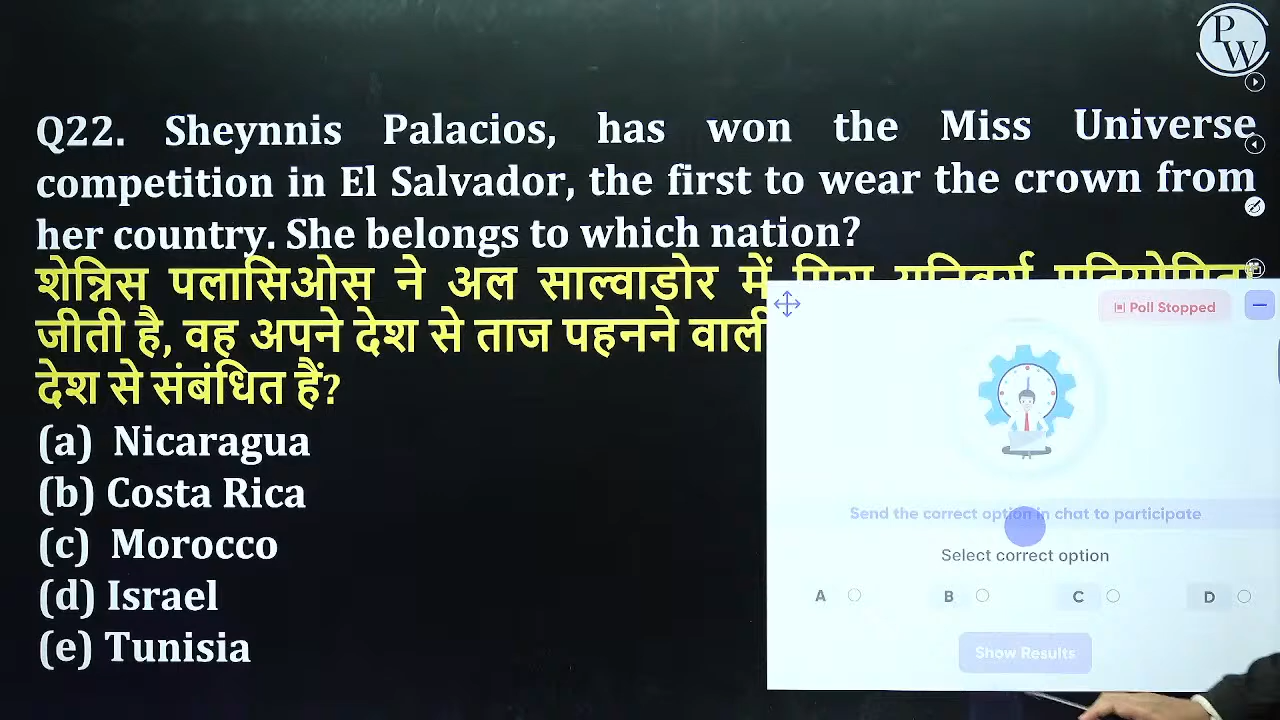 PW
Q22. Sheynnis Palacios, has won the Miss Universe
competition in El Salvador, the first to wear the crown from
her country. She belongs to which nation?
शेन्निस पलासिओस ने अल साल्वाडोर में
जीती है, वह अपने देश से ताज पहनने वाली
देश से संबंधित हैं?
(a) Nicaragua
(b) Costa Rica
(c) Morocco
(d) Israel
(e) Tunisia
Poll Stopped
Send the correct option in chat to participate
Select correct option
A B C D
Show Results